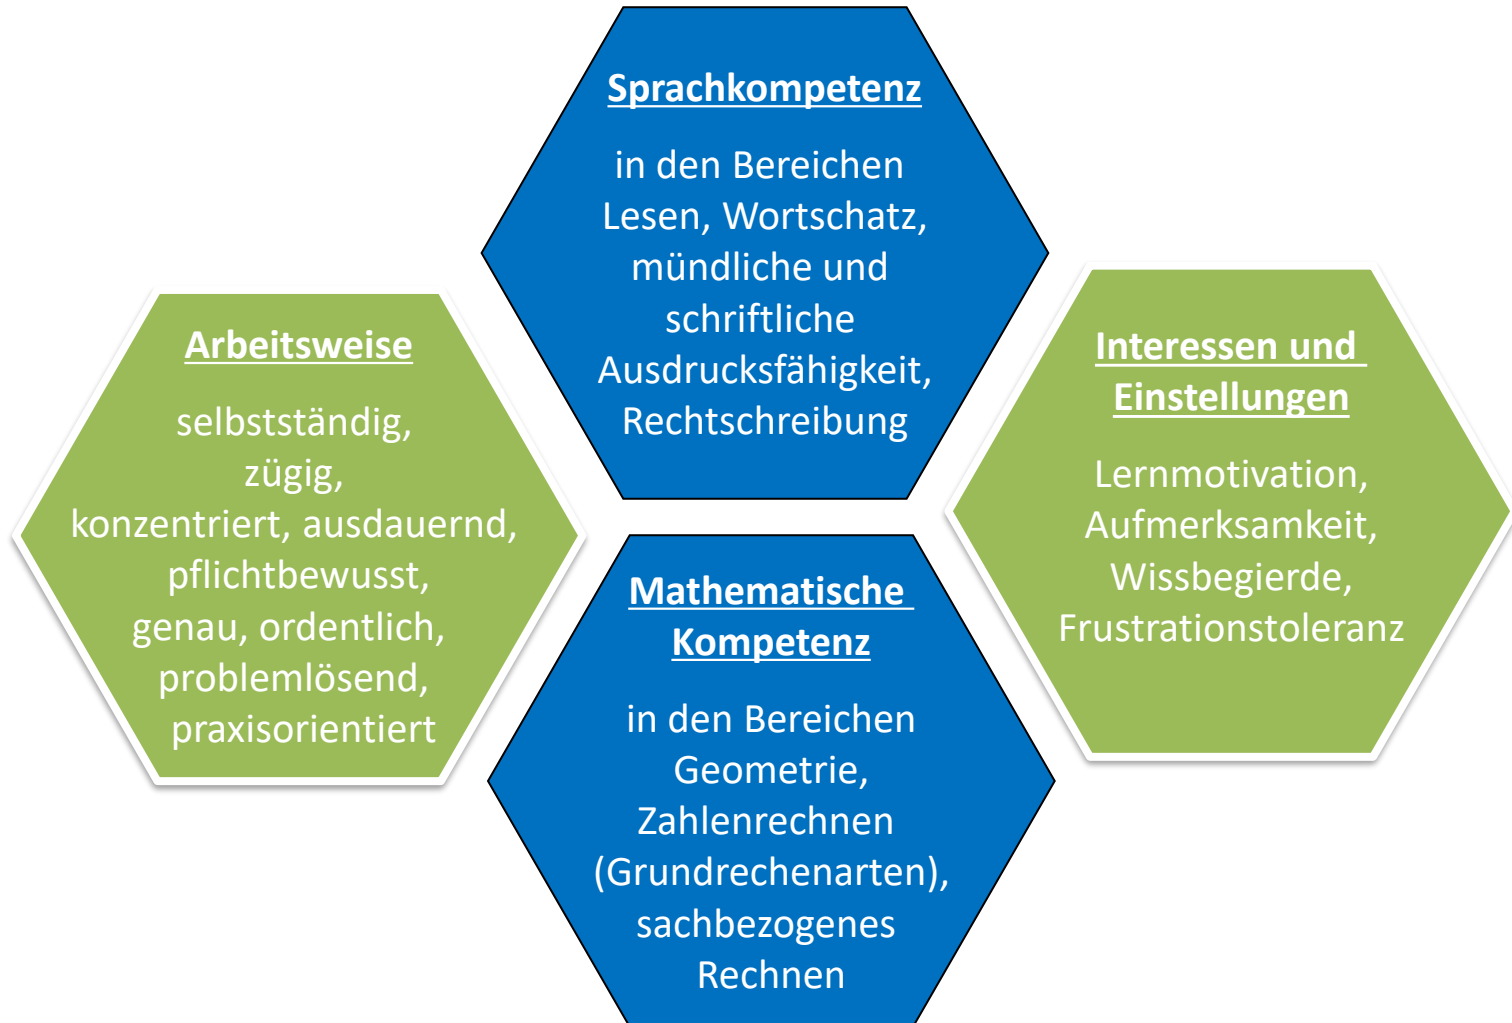 Sprachkompetenz
in den Bereichen
Lesen, Wortschatz,
mündliche und
schriftliche
Ausdrucksfähigkeit,
Rechtschreibung
Arbeitsweise
selbstständig,
zügig,
konzentriert, ausdauernd,
pflichtbewusst,
genau, ordentlich,
problemlösend,
praxisorientiert
Interessen und
Einstellungen
Lernmotivation,
Aufmerksamkeit,
Wissbegierde,
Frustrationstoleranz
Mathematische
Kompetenz
in den Bereichen
Geometrie,
Zahlenrechnen
(Grundrechenarten),
sachbezogenes
Rechnen